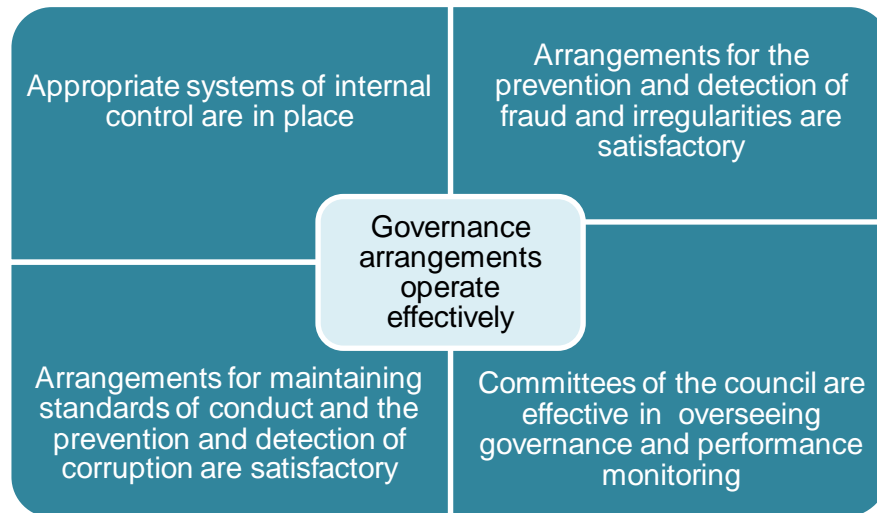 Appropriate systems of internal
control are in place
Arrangements for the
prevention and detection of
fraud and irregularities are
satisfactory
Governance
arrangements
operate
effectively
Arrangements for maintaining
standards of conduct and the
prevention and detection of
corruption are satisfactory
Committees of the council are
effective in overseeing
governance and performance
monitoring